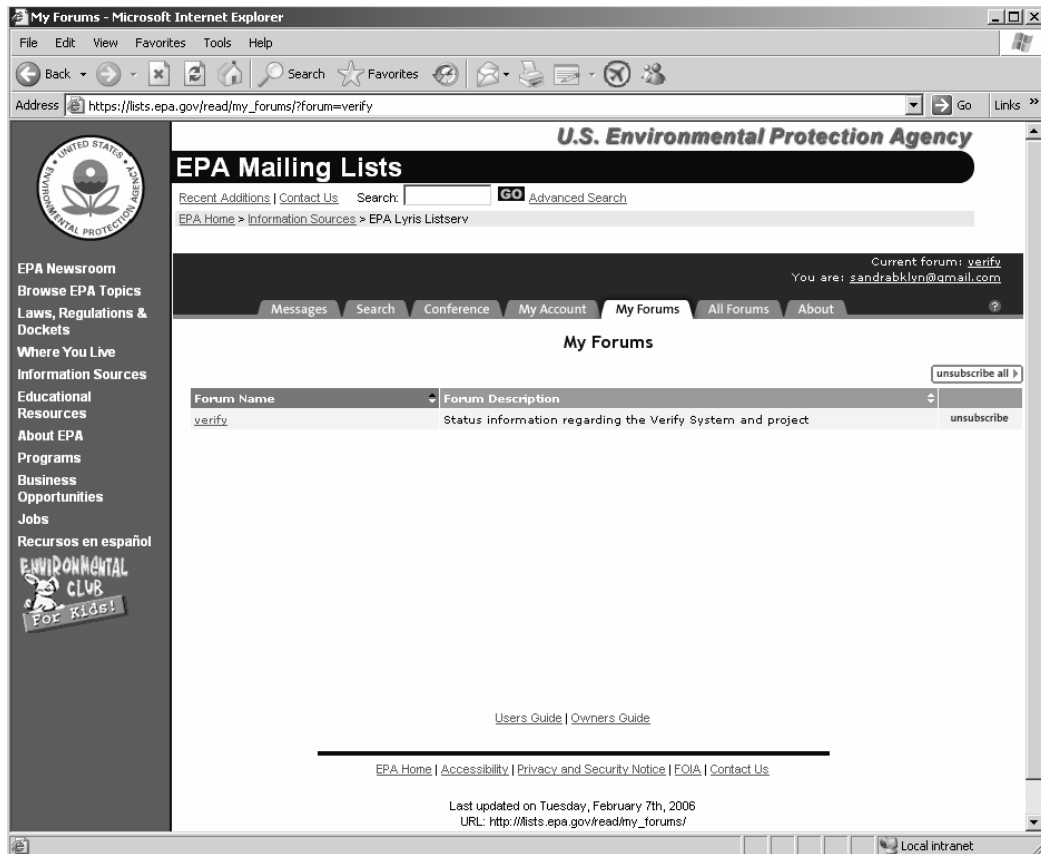 My Forums - Microsoft Internet Explorer
File Edit View Favorites Tools Help
Back Search Favorites
Address https://lists.epa.gov/read/my_forums/?forum=verify Go Links »
UNITED STATES
ENVIRONMENTAL PROTECTION AGENCY
U.S. Environmental Protection Agency
EPA Mailing Lists
Recent Additions | Contact Us Search: GO Advanced Search
EPA Home > Information Sources > EPA Lyris Listserv
Current forum: verify
You are: sandrabklyn@gmail.com
Messages Search Conference My Account My Forums All Forums About ?
My Forums
unsubscribe all
Forum Name Forum Description
verify Status information regarding the Verify System and project unsubscribe
EPA Newsroom
Browse EPA Topics
Laws, Regulations &
Dockets
Where You Live
Information Sources
Educational
Resources
About EPA
Programs
Business
Opportunities
Jobs
Recursos en español
ENVIRONMENTAL
CLUB
For Kids!
Users Guide | Owners Guide
EPA Home | Accessibility | Privacy and Security Notice | FOIA | Contact Us
Last updated on Tuesday, February 7th, 2006
URL: http://lists.epa.gov/read/my_forums/
Local intranet